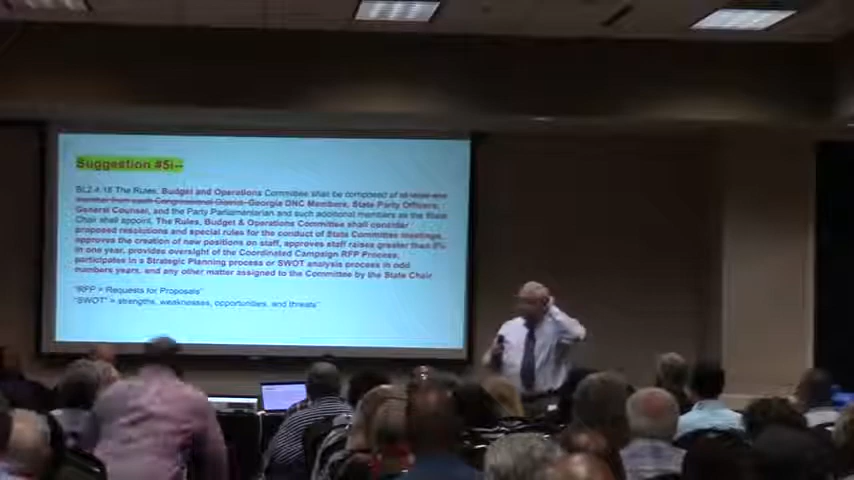 Suggestion #5i--
BL2-4.18 The Rules, Budget and Operations Committee shall be composed of at least one
member from each Congressional District Georgia DNC Members, State Party Officers,
General Counsel, and the Party Parliamentarian and such additional members as the State
Chair shall appoint. The Rules, Budget & Operations Committee shall consider
proposed resolutions and special rules for the conduct of State Committee meetings,
approves the creation of new positions on staff, approves staff raises greater than 5%
in one year, provides oversight of the Coordinated Campaign RFP Process,
participates in a Strategic Planning process or SWOT analysis process in odd
numbers years, and any other matter assigned to the Committee by the State Chair
"RFP = Requests for Proposals"
"SWOT" = strengths, weaknesses, opportunities, and threats"